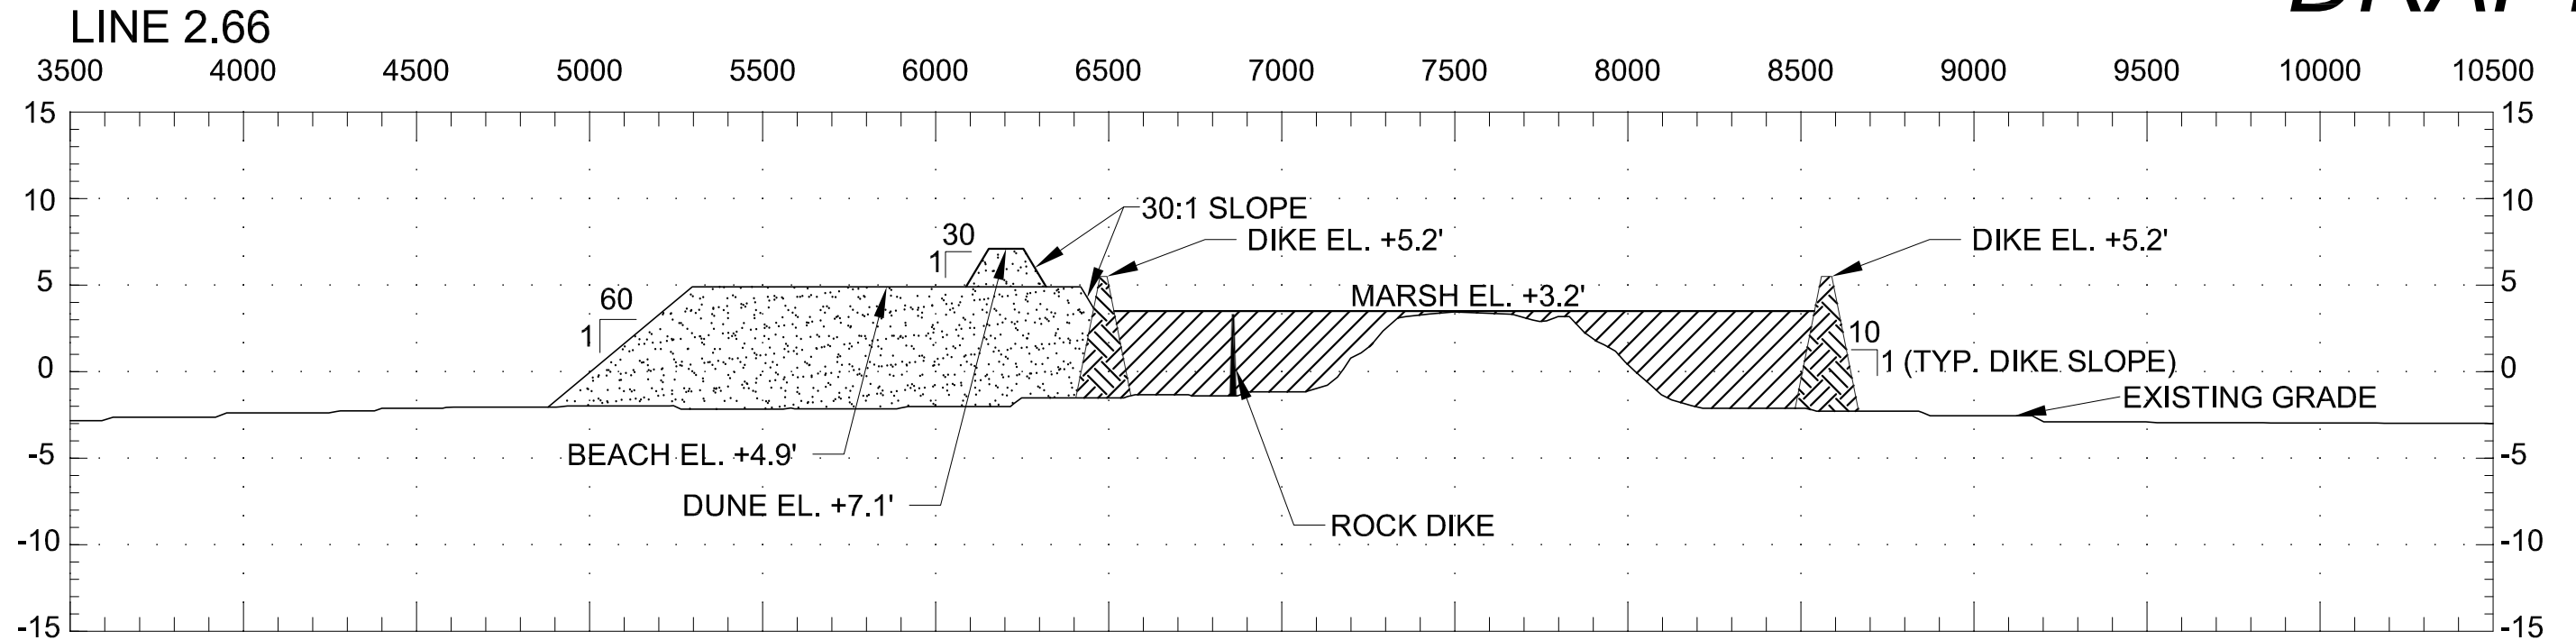 LINE 2.66
3500 4000 4500 5000 5500 6000 6500 7000 7500 8000 8500 9000 9500 10000 10500
15 15
10 10
30:1 SLOPE
30
1
DIKE EL. +5.2' DIKE EL. +5.2'
5 5
60
1
MARSH EL. +3.2'
10
1 (TYP. DIKE SLOPE)
0 0
EXISTING GRADE
BEACH EL. +4.9'
-5 -5
DUNE EL. +7.1'
ROCK DIKE
-10 -10
-15 -15